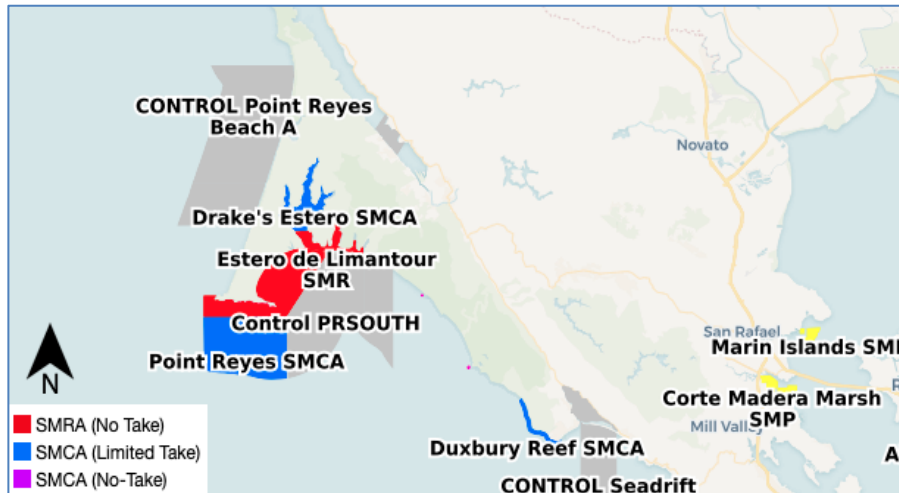 CONTROL Point Reyes
Beach A
Novato
Drake's Estero SMCA
Estero de Limantour
SMR
Control PRSOUTH
Point Reyes SMCA
San Rafael
Marin Islands SM
Corte Madera Marsh
SMP
Mill Valley
Duxbury Reef SMCA
CONTROL Seadrift
N
SMRA (No Take)
SMCA (Limited Take)
SMCA (No-Take)